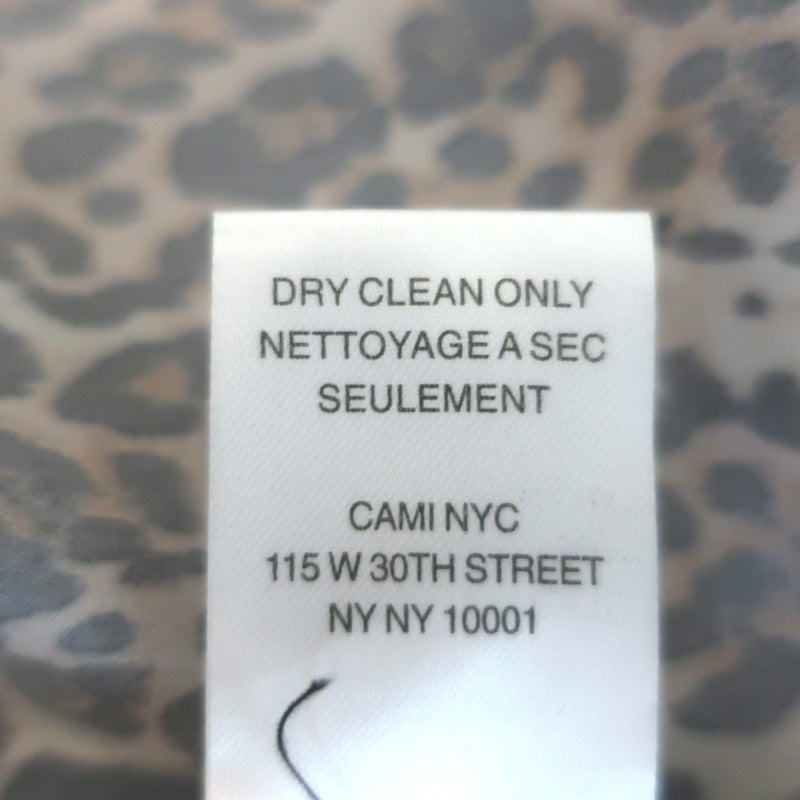 DRY CLEAN ONLY
NETTOYAGE A SEC
SEULEMENT
CAMI NYC
115 W 30TH STREET
NY NY 10001